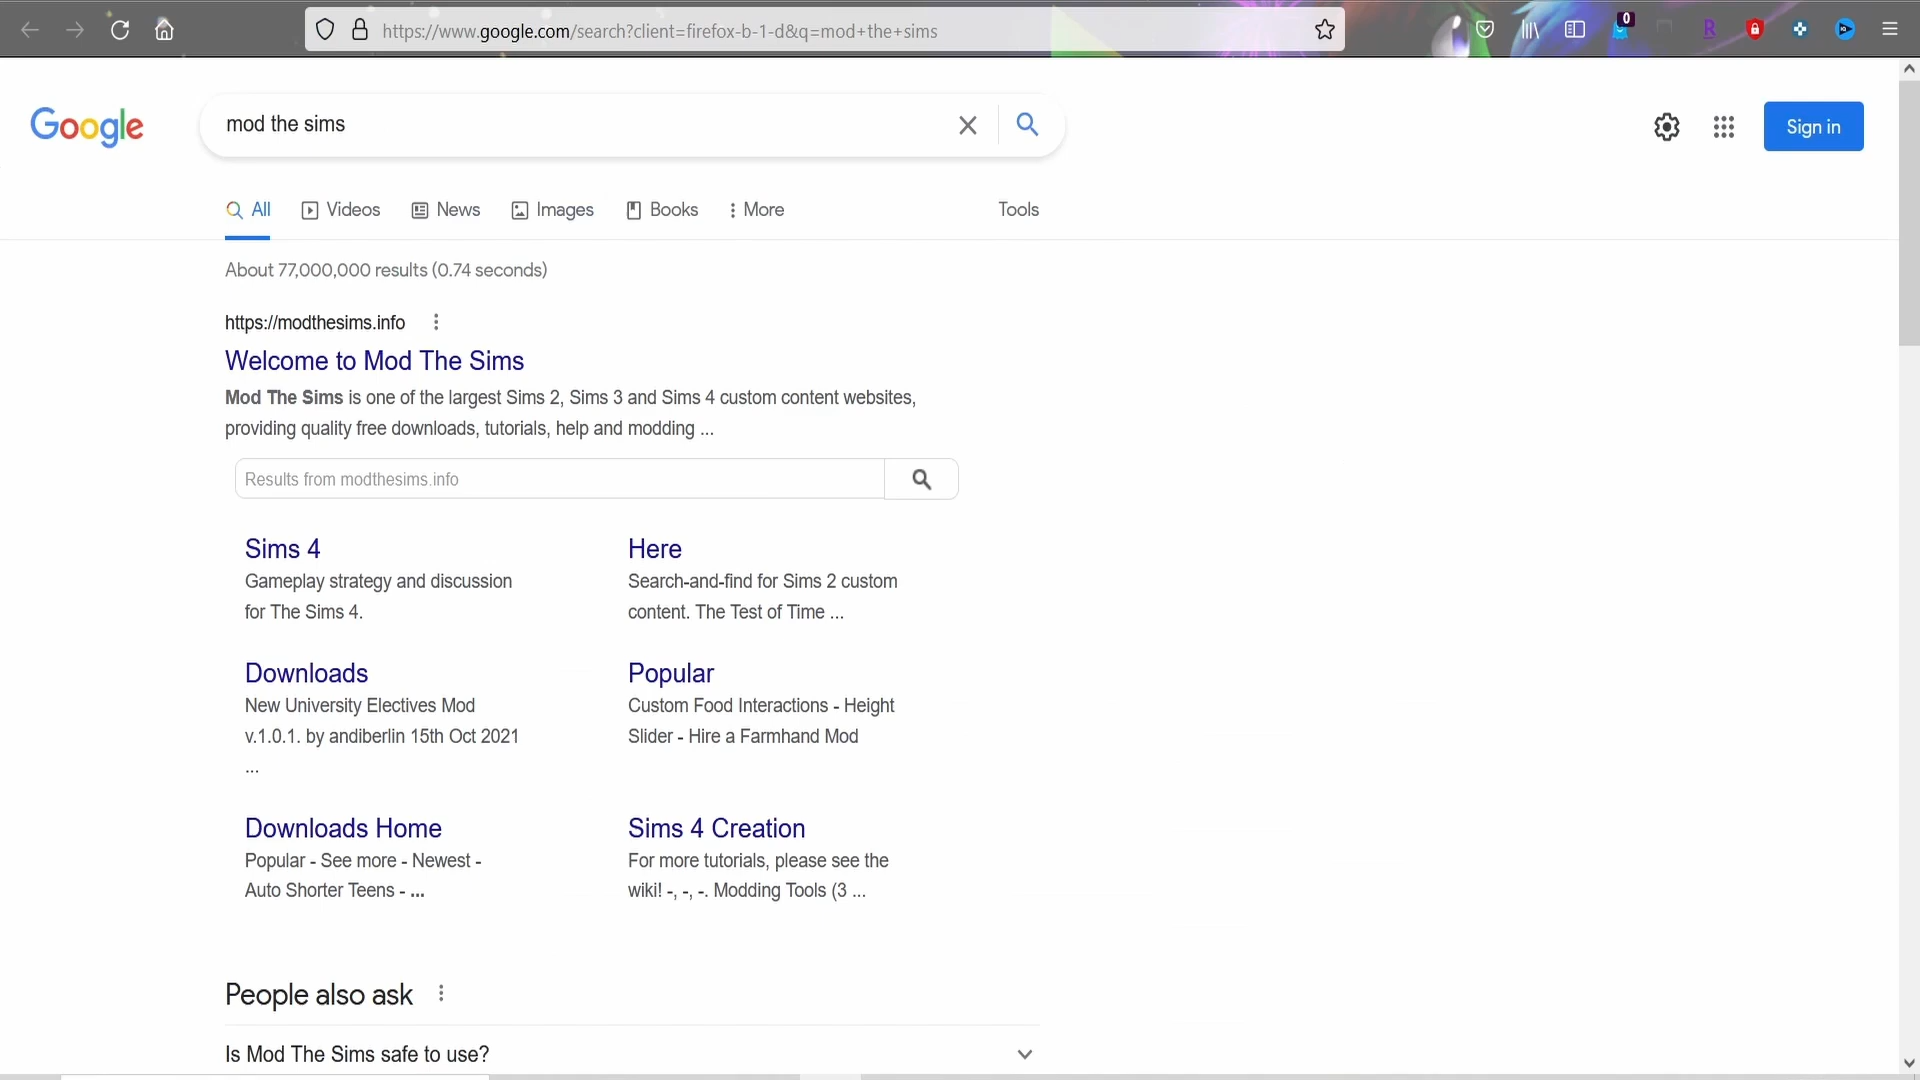 https://www.google.com/search?client=firefox-b-1-d&q=mod+the+sims
0
R
Google
mod the sims
Sign in
All
Videos
News
Images
Books
More
Tools
About 77,000,000 results (0.74 seconds)
https://modthesims.info
Welcome to Mod The Sims
Mod The Sims is one of the largest Sims 2, Sims 3 and Sims 4 custom content websites,
providing quality free downloads, tutorials, help and modding ...
Results from modthesims.info
Sims 4
Gameplay strategy and discussion
for The Sims 4.
Here
Search-and-find for Sims 2 custom
content. The Test of Time ...
Downloads
New University Electives Mod
v.1.0.1. by andiberlin 15th Oct 2021
...
Popular
Custom Food Interactions - Height
Slider - Hire a Farmhand Mod
Downloads Home
Popular - See more - Newest -
Auto Shorter Teens - ...
Sims 4 Creation
For more tutorials, please see the
wiki! -, -, -. Modding Tools (3 ...
People also ask
Is Mod The Sims safe to use?